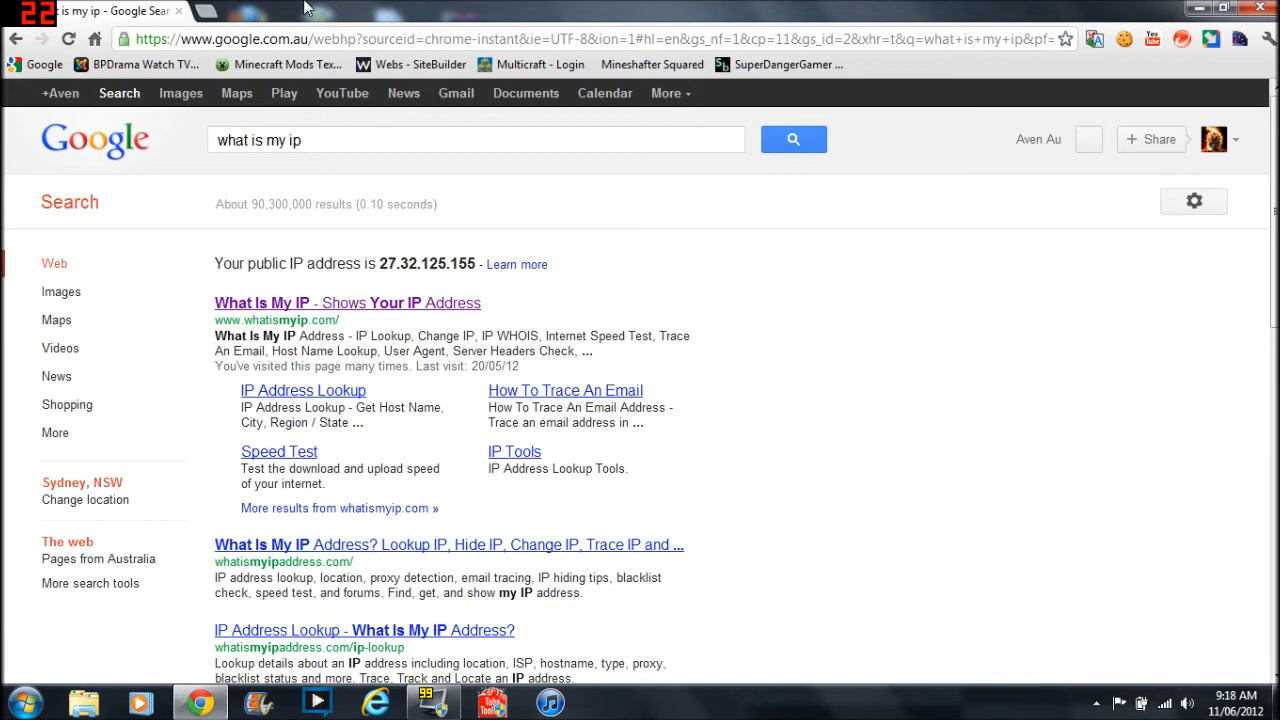 22
t is my ip - Google Sear ×
https://www.google.com.au/webhp?sourceid=chrome-instant&ie=UTF-8&ion=1#hl=en&gs_nf=1&cp=11&gs_id=2&xhr=t&q=what+is+my+ip&pf=
Google BPDrama Watch TV... Minecraft Mods Tex... Webs - SiteBuilder Multicraft - Login Mineshafter Squared SuperDangerGamer ...
+Aven Search Images Maps Play YouTube News Gmail Documents Calendar More
Google what is my ip Aven Au + Share
Search About 90,300,000 results (0.10 seconds)
Web
Images
Maps
Videos
News
Shopping
More
Sydney, NSW
Change location
The web
Pages from Australia
More search tools
Your public IP address is 27.32.125.155 - Learn more
What Is My IP - Shows Your IP Address
www.whatismyip.com/
What Is My IP Address - IP Lookup, Change IP, IP WHOIS, Internet Speed Test, Trace
An Email, Host Name Lookup, User Agent, Server Headers Check, ...
You've visited this page many times. Last visit: 20/05/12
IP Address Lookup
IP Address Lookup - Get Host Name,
City, Region / State ...
How To Trace An Email
How To Trace An Email Address -
Trace an email address in ...
Speed Test
Test the download and upload speed
of your internet.
IP Tools
IP Address Lookup Tools.
More results from whatismyip.com »
What Is My IP Address? Lookup IP, Hide IP, Change IP, Trace IP and ...
whatismyipaddress.com/
IP address lookup, location, proxy detection, email tracing, IP hiding tips, blacklist
check, speed test, and forums. Find, get, and show my IP address.
IP Address Lookup - What Is My IP Address?
whatismyipaddress.com/ip-lookup
Lookup details about an IP address including location, ISP, hostname, type, proxy,
blacklist status and more. Trace, Track and Locate an IP address.
99
9:18 AM
11/06/2012